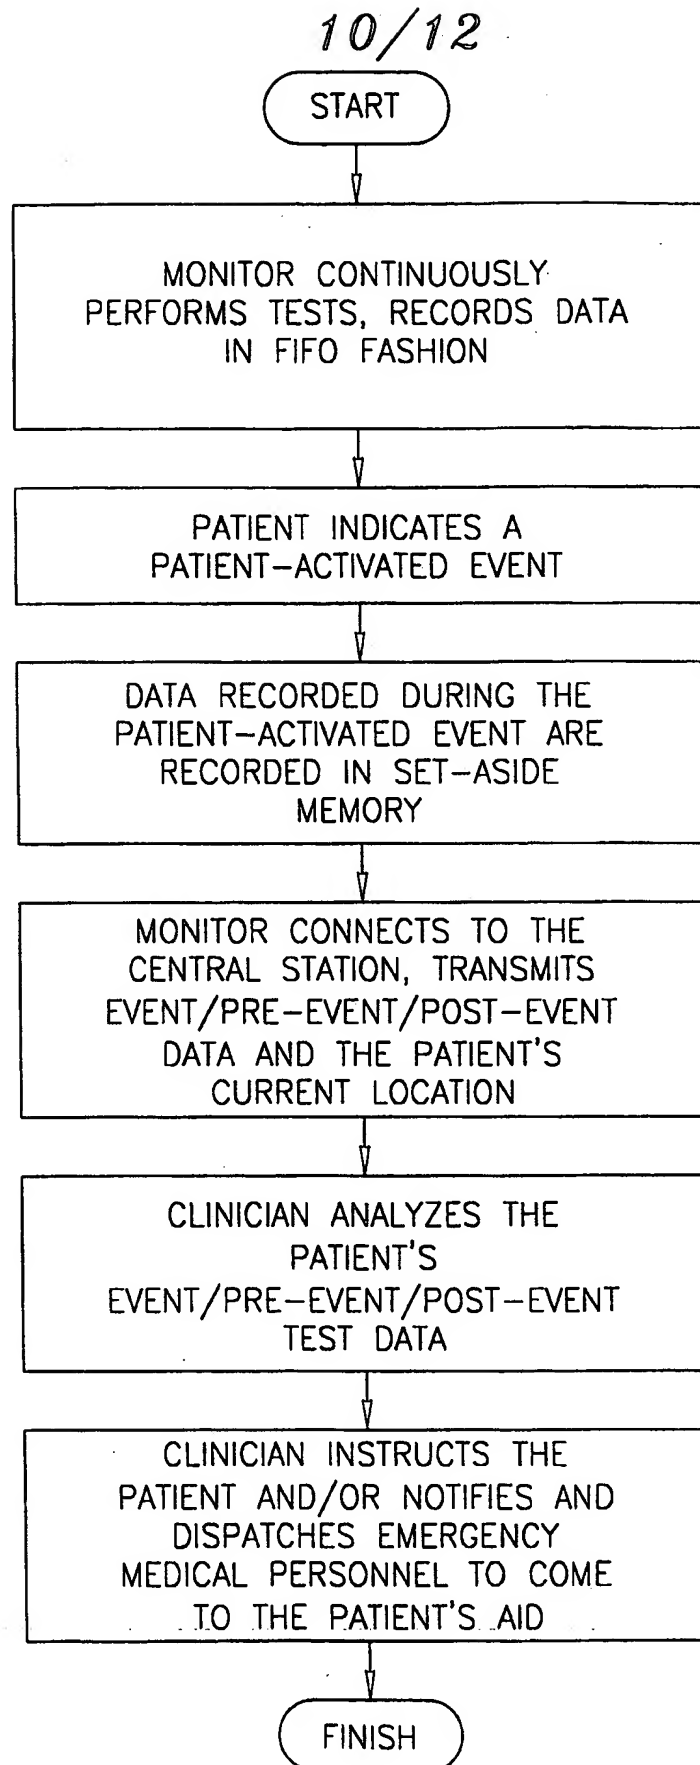 10/12
START
MONITOR CONTINUOUSLY
PERFORMS TESTS, RECORDS DATA
IN FIFO FASHION
PATIENT INDICATES A
PATIENT-ACTIVATED EVENT
DATA RECORDED DURING THE
PATIENT-ACTIVATED EVENT ARE
RECORDED IN SET-ASIDE
MEMORY
MONITOR CONNECTS TO THE
CENTRAL STATION, TRANSMITS
EVENT/PRE-EVENT/POST-EVENT
DATA AND THE PATIENT'S
CURRENT LOCATION
CLINICIAN ANALYZES THE
PATIENT'S
EVENT/PRE-EVENT/POST-EVENT
TEST DATA
CLINICIAN INSTRUCTS THE
PATIENT AND/OR NOTIFIES AND
DISPATCHES EMERGENCY
MEDICAL PERSONNEL TO COME
TO THE PATIENT'S AID
FINISH